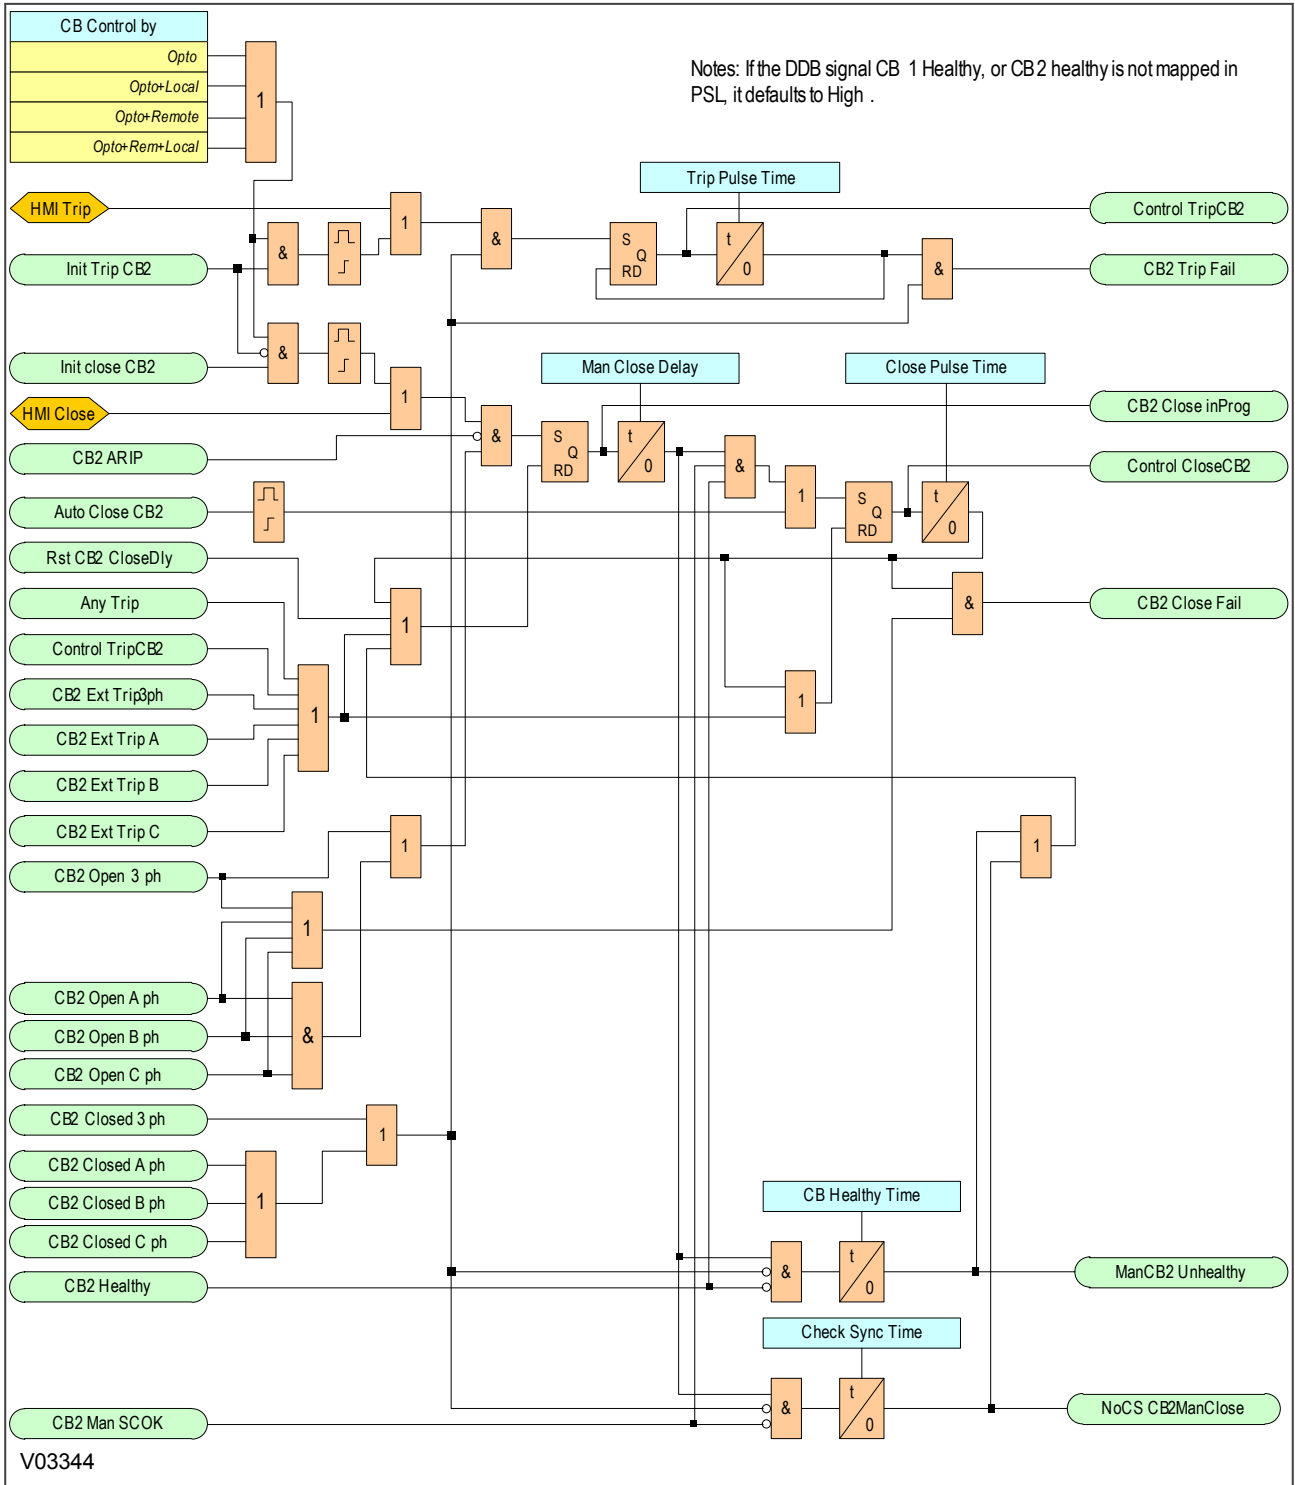 CB Control by
Opto
Opto+Local
Opto+Remote
Opto+Rem+Local
1
Notes: If the DDB signal CB 1 Healthy, or CB2 healthy is not mapped in
PSL, it defaults to High .
Trip Pulse Time
HMI Trip
1
Control TripCB2
&
&
S
Q
RD
t
0
&
Init Trip CB2
CB2 Trip Fail
&
Init close CB2
Man Close Delay
Close Pulse Time
HMI Close
1
CB2 Close inProg
&
S
Q
RD
t
0
&
CB2 ARIP
Control CloseCB2
1
S
Q
RD
t
0
Auto Close CB2
Rst CB2 CloseDly
Any Trip
1
&
CB2 Close Fail
Control TripCB2
CB2 Ext Trip3ph
1
1
CB2 Ext Trip A
CB2 Ext Trip B
CB2 Ext Trip C
1
1
CB2 Open 3 ph
1
CB2 Open A ph
CB2 Open B ph
&
CB2 Open C ph
CB2 Closed 3 ph
1
CB2 Closed A ph
CB2 Closed B ph
1
CB2 Closed C ph
CB Healthy Time
&
t
0
CB2 Healthy
ManCB2 Unhealthy
Check Sync Time
&
t
0
NoCS CB2ManClose
CB2 Man SCOK
V03344